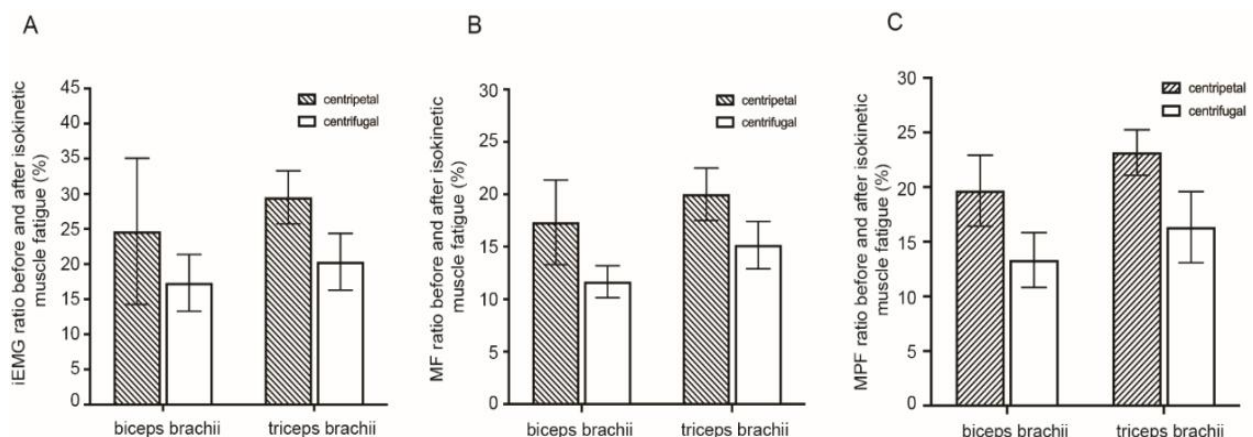 A
iEMG ratio before and after isokinetic
muscle fatigue (%)
45
40
35
30
25
20
15
10
5
0
centripetal
centrifugal
biceps brachii
triceps brachii
B
MF ratio before and after isokinetic
muscle fatigue (%)
30
25
20
15
10
5
0
centripetal
centrifugal
biceps brachii
triceps brachii
C
MPF ratio before and after isokinetic
muscle fatigue (%)
30
25
20
15
10
5
0
centripetal
centrifugal
biceps brachii
triceps brachii